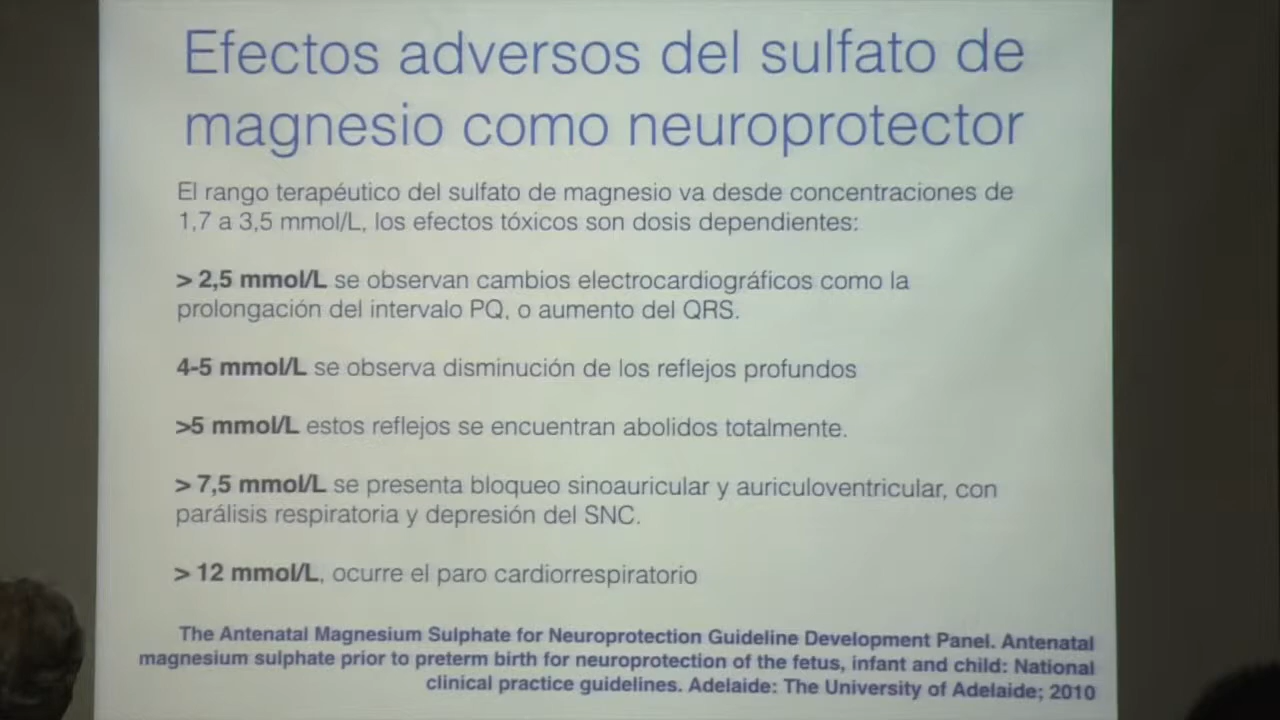 Efectos adversos del sulfato de
magnesio como neuroprotector
El rango terapéutico del sulfato de magnesio va desde concentraciones de
1,7 a 3,5 mmol/L, los efectos tóxicos son dosis dependientes:
> 2,5 mmol/L se observan cambios electrocardiográficos como la
prolongación del intervalo PQ, o aumento del QRS.
4-5 mmol/L se observa disminución de los reflejos profundos
>5 mmol/L estos reflejos se encuentran abolidos totalmente.
> 7,5 mmol/L se presenta bloqueo sinoauricular y auriculoventricular, con
parálisis respiratoria y depresión del SNC.
> 12 mmol/L, ocurre el paro cardiorrespiratorio
The Antenatal Magnesium Sulphate for Neuroprotection Guideline Development Panel. Antenatal
magnesium sulphate prior to preterm birth for neuroprotection of the fetus, infant and child: National
clinical practice guidelines. Adelaide: The University of Adelaide; 2010